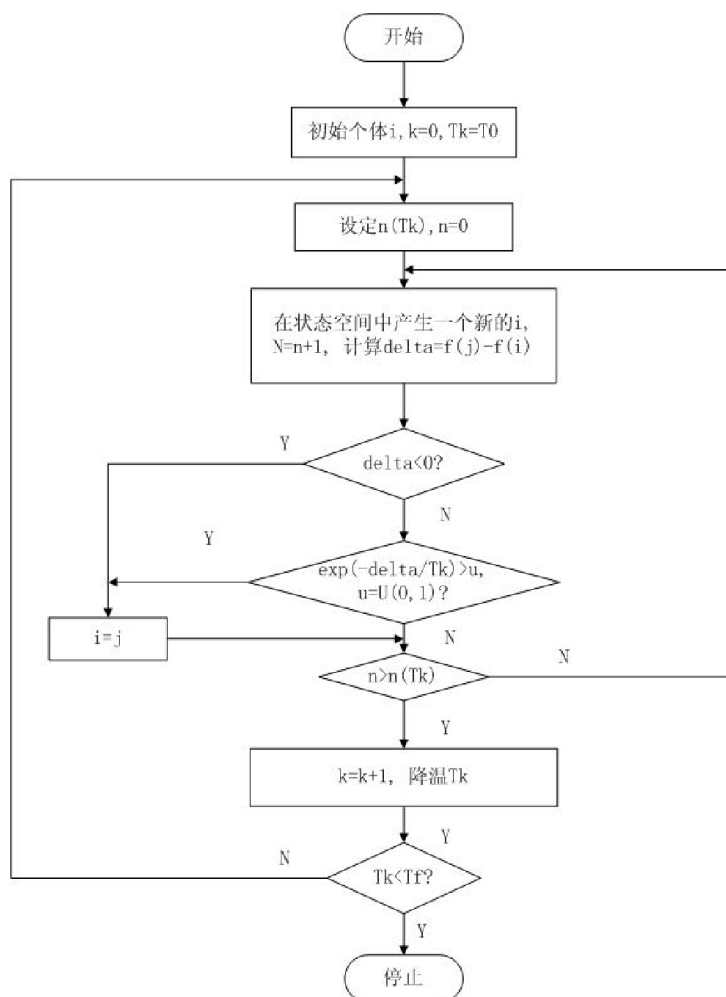 开始
初始个体i,k=0,Tk=T0
设定n(Tk),n=0
在状态空间中产生一个新的i,
N=n+1, 计算delta=f(j)-f(i)
Y
delta<0?
N
Y
exp(-delta/Tk)>u,
u=U(0,1)?
i=j
N
n>n(Tk)
N
Y
k=k+1, 降温Tk
Y
N
Tk<Tf?
Y
停止